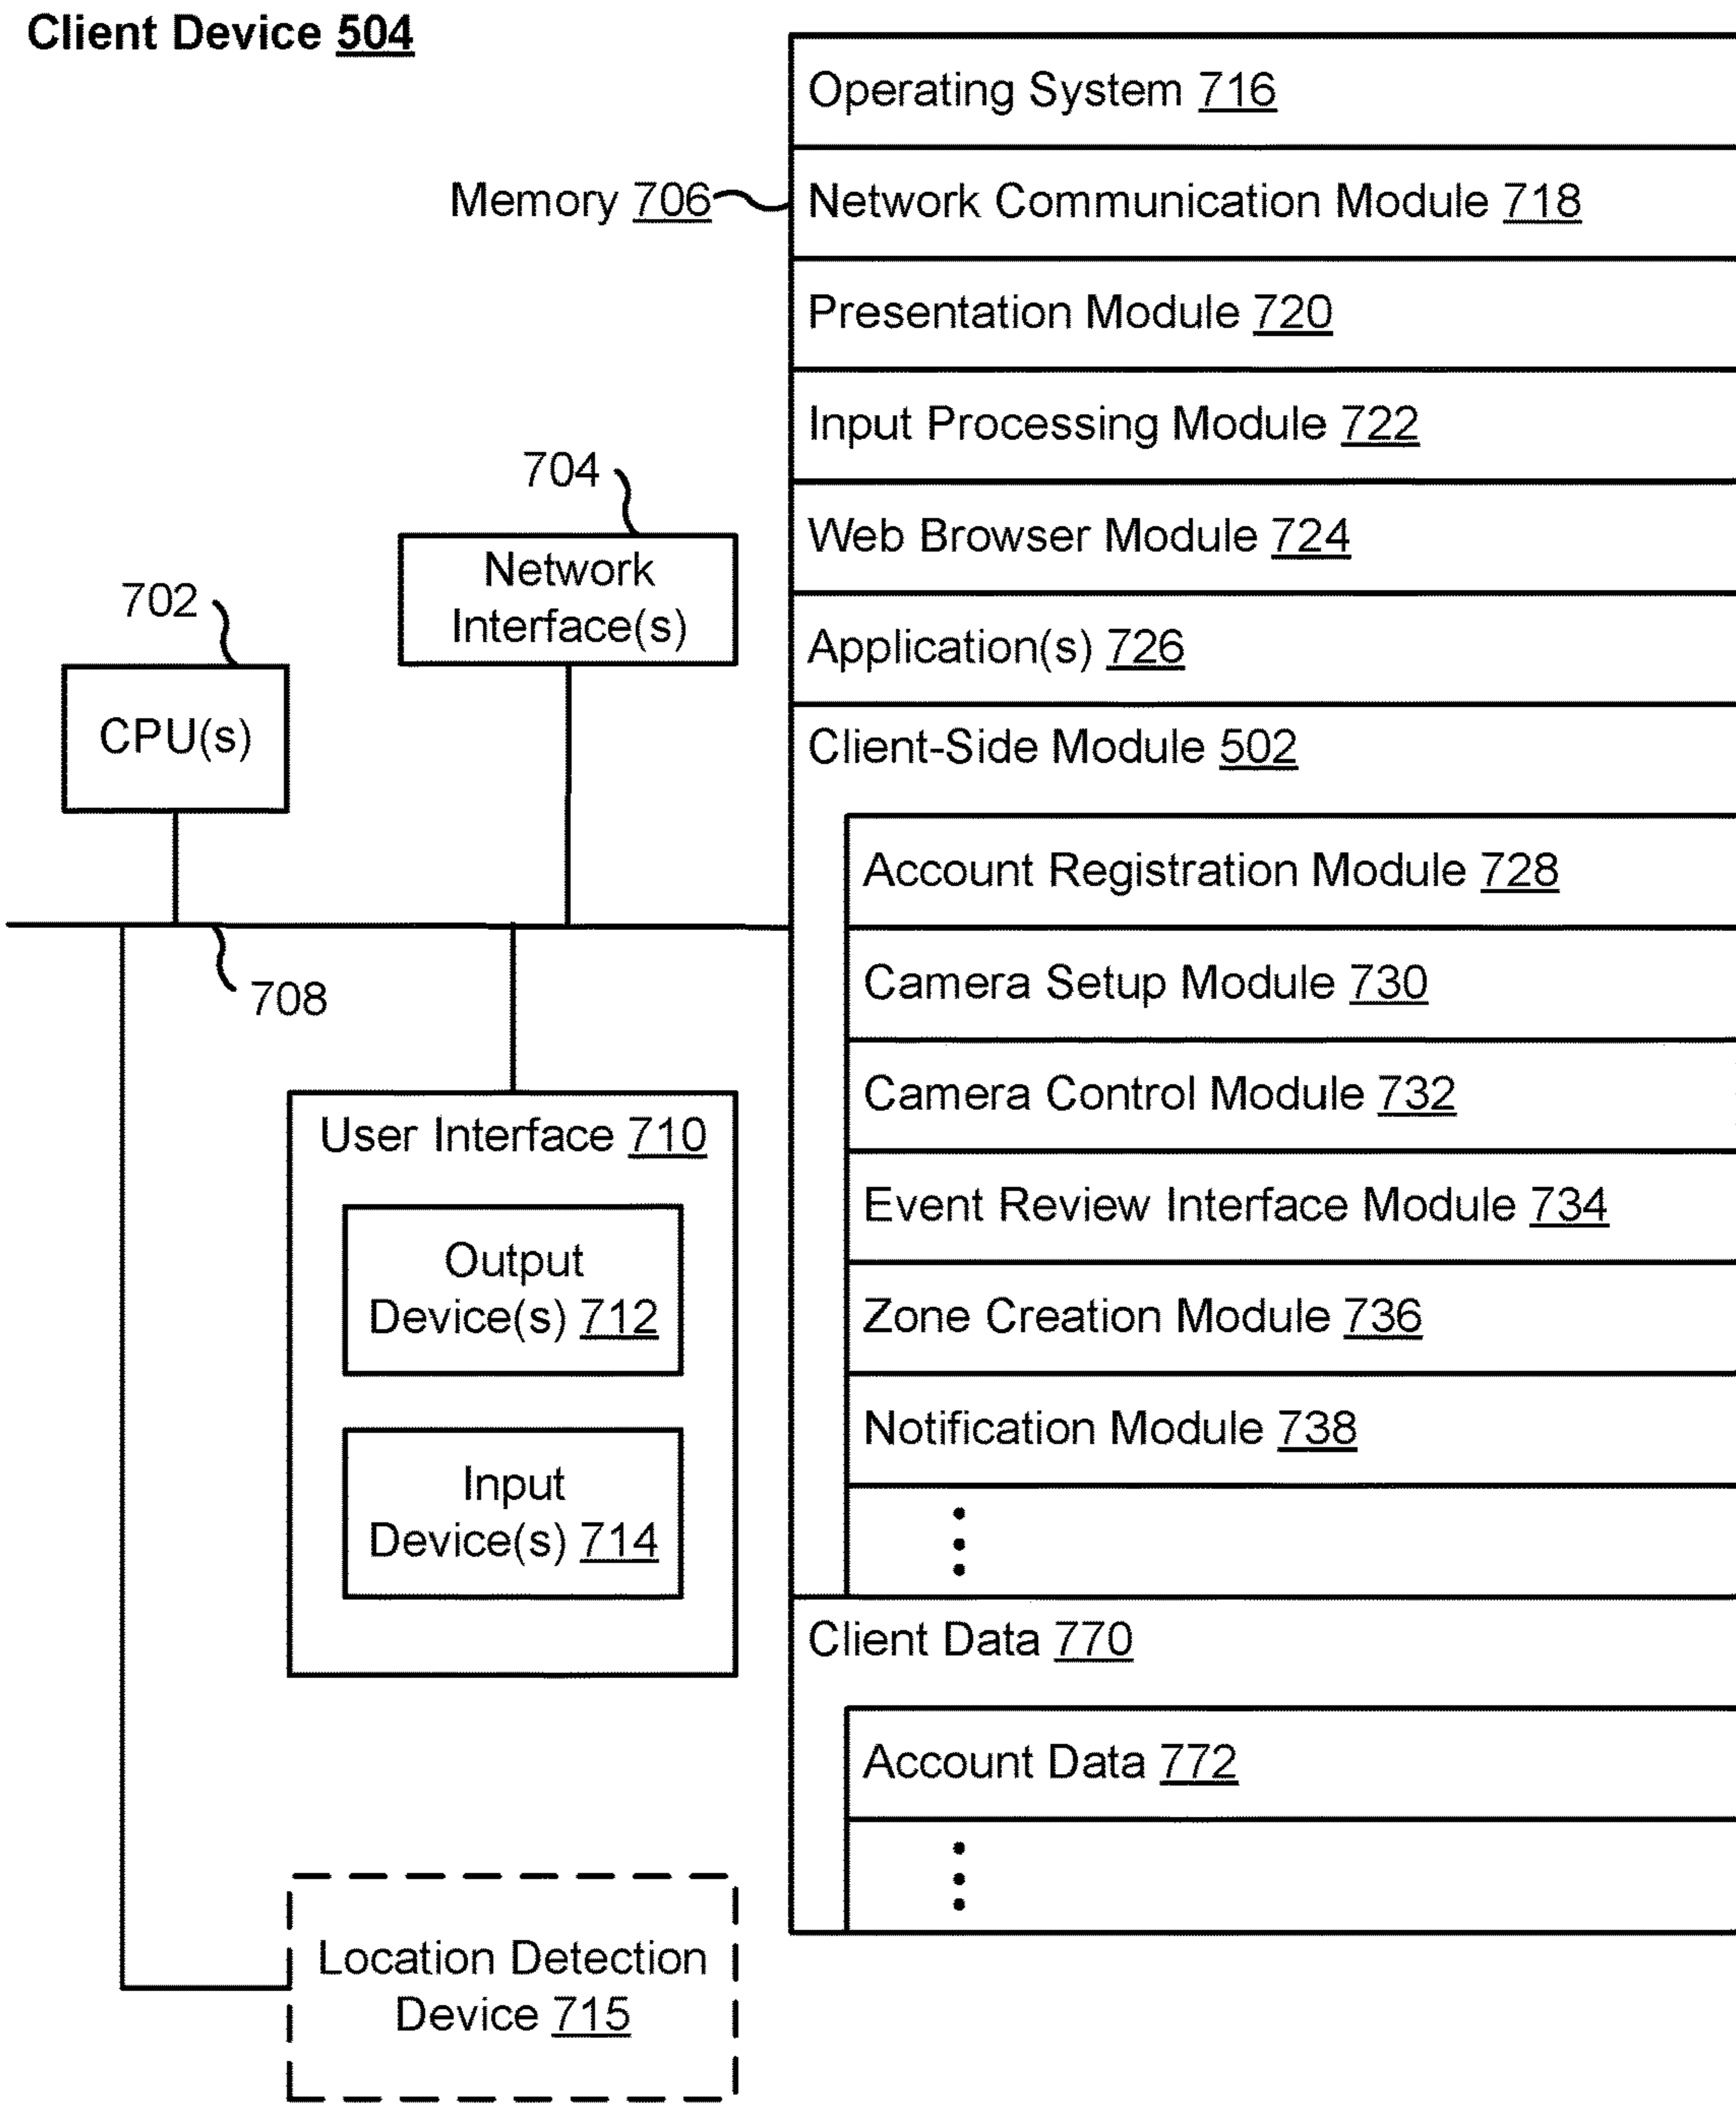 Client Device 504
Operating System 716
Memory 706
Network Communication Module 718
Presentation Module 720
Input Processing Module 722
704
Network
Interface(s)
Web Browser Module 724
702
CPU(s)
Application(s) 726
Client-Side Module 502
Account Registration Module 728
708
Camera Setup Module 730
Camera Control Module 732
User Interface 710
Event Review Interface Module 734
Output
Device(s) 712
Zone Creation Module 736
Notification Module 738
Input
Device(s) 714
Client Data 770
Account Data 772
Location Detection
Device 715